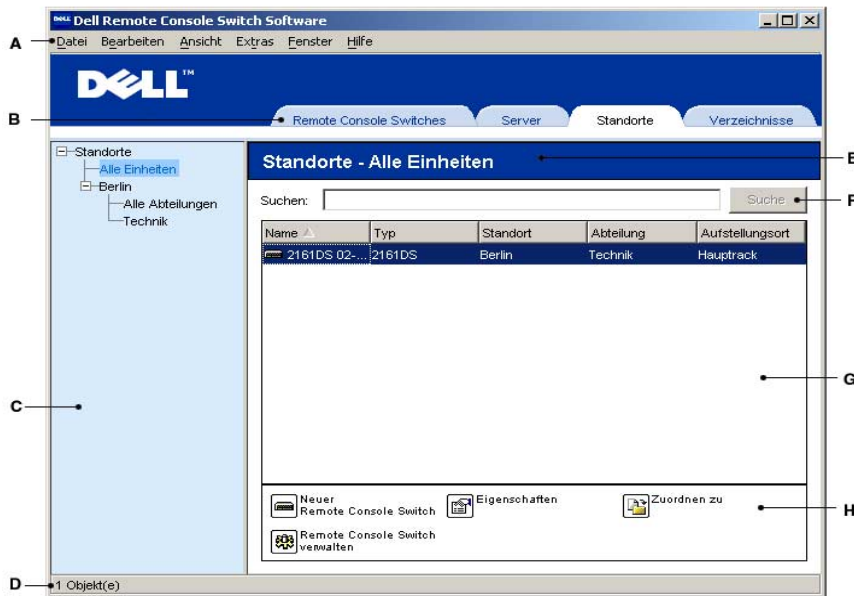 Dell Remote Console Switch Software
A
Datei Bearbeiten Ansicht Extras Fenster Hilfe
DELL™
B
Remote Console Switches Server Standorte Verzeichnisse
Standorte
Alle Einheiten
Berlin
Alle Abteilungen
Technik
Standorte - Alle Einheiten
E
Suchen: Suche
F
Name Typ Standort Abteilung Aufstellungsort
2161DS 02-... 2161DS Berlin Technik Hauptrack
G
C
Neuer
Remote Console Switch
Eigenschaften
Zuordnen zu
H
Remote Console Switch
verwalten
D
1 Objekt(e)